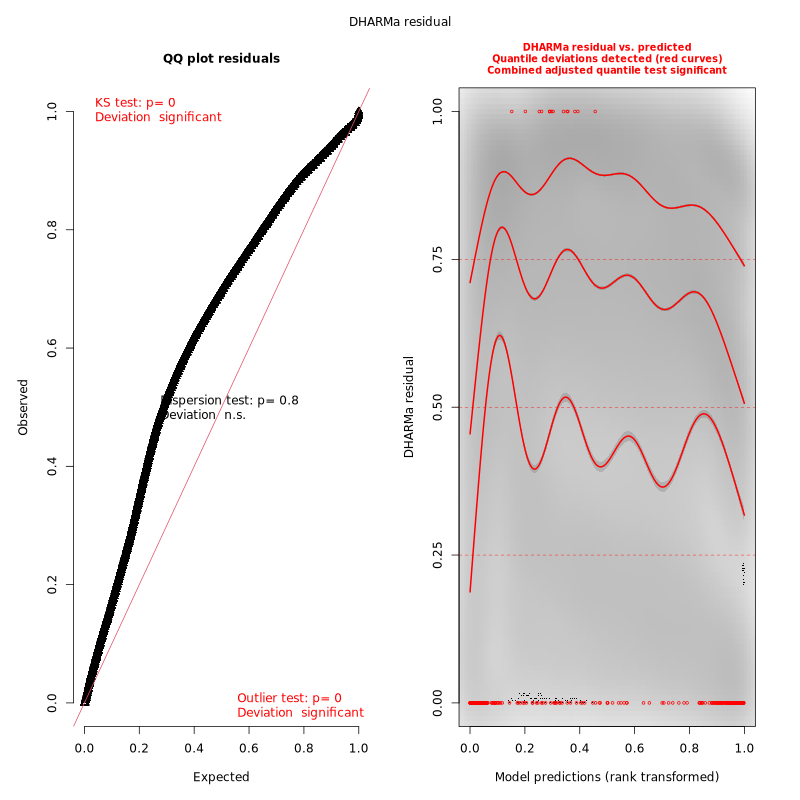 DHARMa residual
QQ plot residuals
KS test: p= 0
Deviation significant
Dispersion test: p= 0.8
Deviation n.s.
Outlier test: p= 0
Deviation significant
Observed
0.0
0.2
0.4
0.6
0.8
1.0
0.0 0.2 0.4 0.6 0.8 1.0
Expected
DHARMa residual vs. predicted
Quantile deviations detected (red curves)
Combined adjusted quantile test significant
DHARMa residual
0.00
0.25
0.50
0.75
1.00
0.0 0.2 0.4 0.6 0.8 1.0
Model predictions (rank transformed)